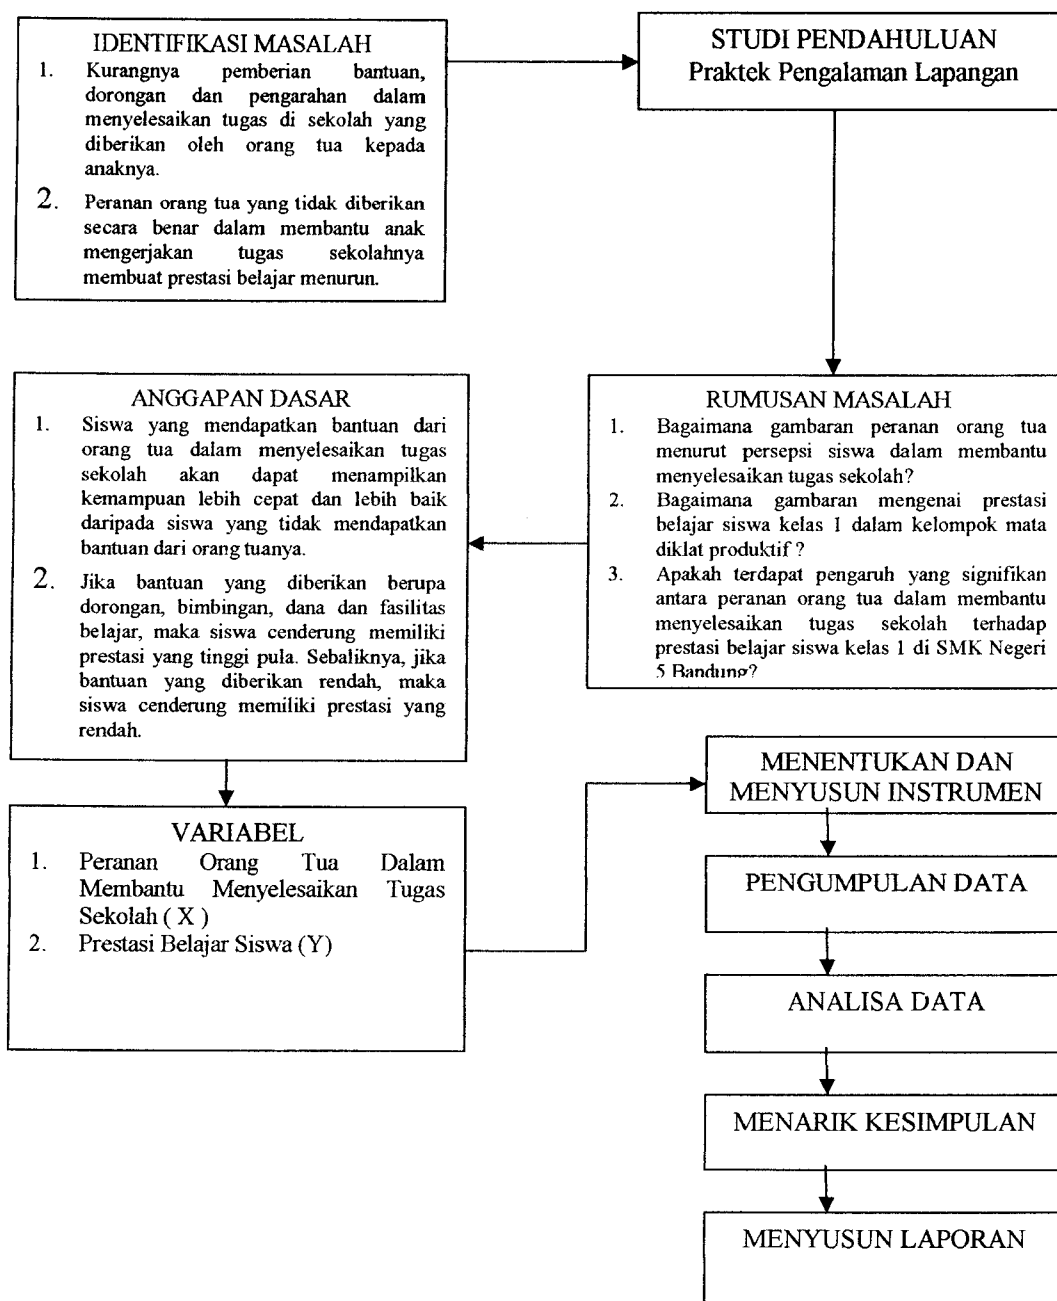 IDENTIFIKASI MASALAH
1. Kurangnya pemberian bantuan,
dorongan dan pengarahan dalam
menyelesaikan tugas di sekolah yang
diberikan oleh orang tua kepada
anaknya.
2. Peranan orang tua yang tidak diberikan
secara benar dalam membantu anak
mengerjakan tugas sekolahnya
membuat prestasi belajar menurun.
STUDI PENDAHULUAN
Praktek Pengalaman Lapangan
RUMUSAN MASALAH
1. Bagaimana gambaran peranan orang tua
menurut persepsi siswa dalam membantu
menyelesaikan tugas sekolah?
2. Bagaimana gambaran mengenai prestasi
belajar siswa kelas 1 dalam kelompok mata
diklat produktif ?
3. Apakah terdapat pengaruh yang signifikan
antara peranan orang tua dalam membantu
menyelesaikan tugas sekolah terhadap
prestasi belajar siswa kelas 1 di SMK Negeri
5 Bandung?
ANGGAPAN DASAR
1. Siswa yang mendapatkan bantuan dari
orang tua dalam menyelesaikan tugas
sekolah akan dapat menampilkan
kemampuan lebih cepat dan lebih baik
daripada siswa yang tidak mendapatkan
bantuan dari orang tuanya.
2. Jika bantuan yang diberikan berupa
dorongan, bimbingan, dana dan fasilitas
belajar, maka siswa cenderung memiliki
prestasi yang tinggi pula. Sebaliknya, jika
bantuan yang diberikan rendah, maka
siswa cenderung memiliki prestasi yang
rendah.
VARIABEL
1. Peranan Orang Tua Dalam
Membantu Menyelesaikan Tugas
Sekolah ( X )
2. Prestasi Belajar Siswa (Y)
MENENTUKAN DAN
MENYUSUN INSTRUMEN
PENGUMPULAN DATA
ANALISA DATA
MENARIK KESIMPULAN
MENYUSUN LAPORAN